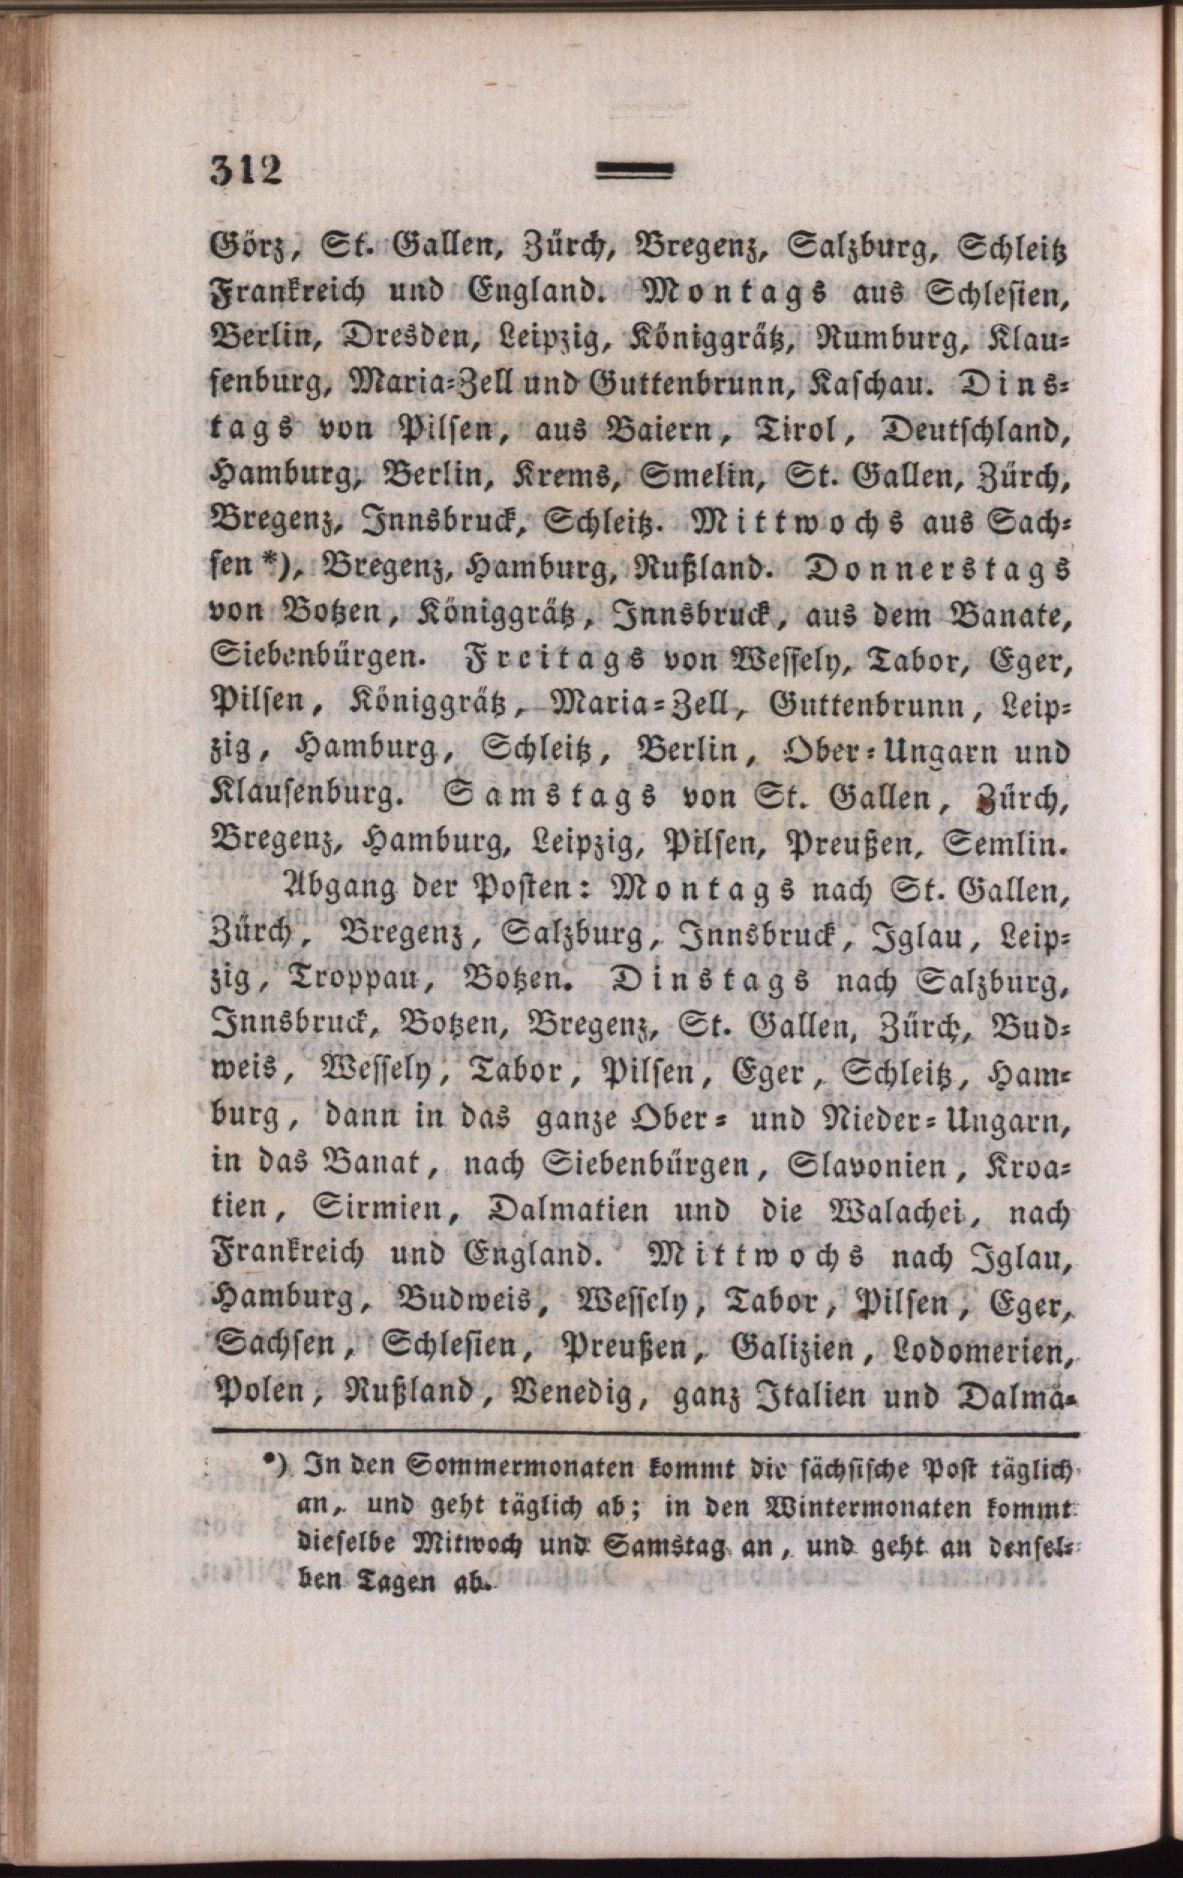 312
Görz, St. Gallen, Zürch, Bregenz, Salzburg, Schleitz
Frankreich und England. Montags aus Schlesien,
Berlin, Dresden, Leipzig, Königgrätz, Rumburg, Klau-
senburg, Maria-Zell und Guttenbrunn, Kaschau. Dins-
tags von Pilsen, aus Baiern, Tirol, Deutschland,
Hamburg, Berlin, Krems, Smelin, St. Gallen, Zürch,
Bregenz, Innsbruck, Schleitz. Mittwochs aus Sach-
sen *), Bregenz, Hamburg, Rußland. Donnerstags
von Botzen, Königgrätz, Innsbruck, aus dem Banate,
Siebenbürgen. Freitags von Wessely, Tabor, Eger,
Pilsen, Königgrätz, Maria-Zell, Guttenbrunn, Leip-
zig, Hamburg, Schleitz, Berlin, Ober-Ungarn und
Klausenburg. Samstags von St. Gallen, Zürch,
Bregenz, Hamburg, Leipzig, Pilsen, Preußen, Semlin.
Abgang der Posten: Montags nach St. Gallen,
Zürch, Bregenz, Salzburg, Innsbruck, Iglau, Leip-
zig, Troppau, Botzen. Dinstags nach Salzburg,
Innsbruck, Botzen, Bregenz, St. Gallen, Zürch, Bud-
weis, Wessely, Tabor, Pilsen, Eger, Schleitz, Ham-
burg, dann in das ganze Ober- und Nieder-Ungarn,
in das Banat, nach Siebenbürgen, Slavonien, Kroa-
tien, Sirmien, Dalmatien und die Walachei, nach
Frankreich und England. Mittwochs nach Iglau,
Hamburg, Budweis, Wessely, Tabor, Pilsen, Eger,
Sachsen, Schlesien, Preußen, Galizien, Lodomerien,
Polen, Rußland, Venedig, ganz Italien und Dalma-
*) In den Sommermonaten kommt die sächsische Post täglich
an, und geht täglich ab; in den Wintermonaten kommt
dieselbe Mitwoch und Samstag an, und geht an densel-
ben Tagen ab.